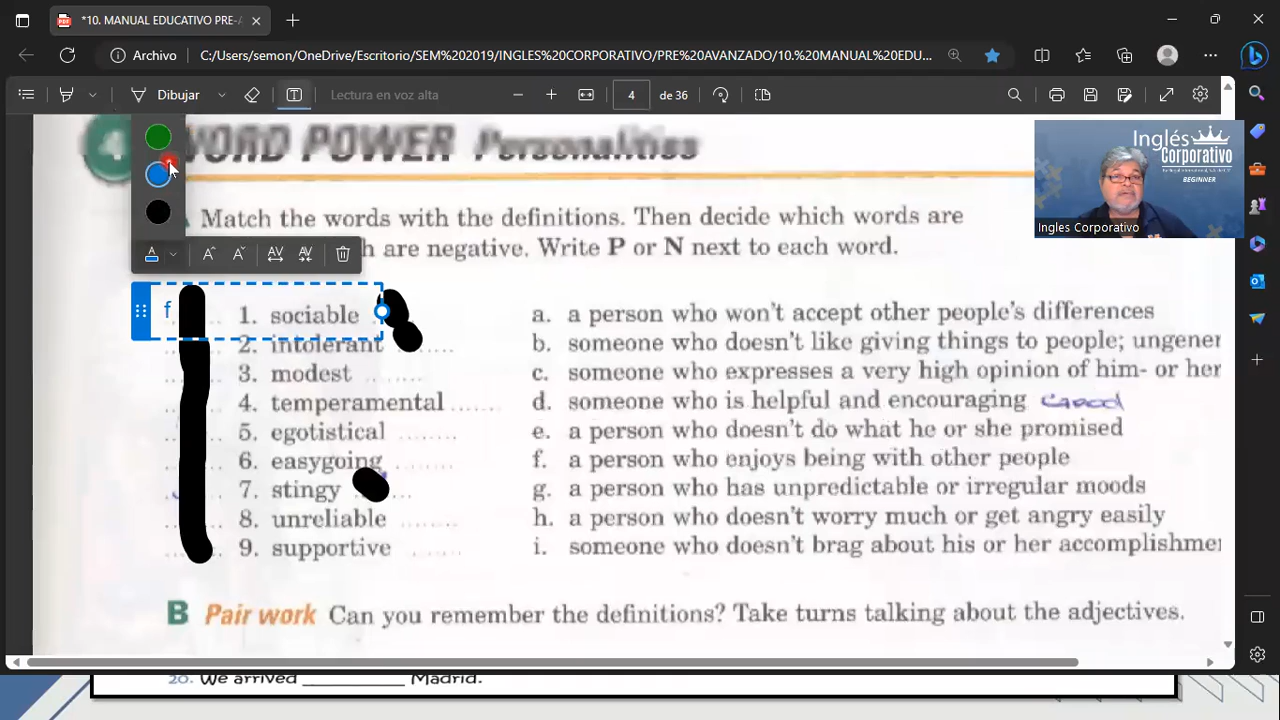 *10. MANUAL EDUCATIVO PRE-A
Archivo
C:/Users/semon/OneDrive/Escritorio/SEM%202019/INGLES%20CORPORATIVO/PRE%20AVANZADO/10.%20MANUAL%20EDU...
Dibujar
Lectura en voz alta
4
de 36
4 WORD POWER Personalities
Inglés
Corporativo
BEGINNER
Ingles Corporativo
Match the words with the definitions. Then decide which words are
h are negative. Write P or N next to each word.
f
1. sociable
a. a person who won't accept other people's differences
2. intolerant ........
b. someone who doesn't like giving things to people; ungener
3. modest ........
c. someone who expresses a very high opinion of him- or her
4. temperamental ......
d. someone who is helpful and encouraging
5. egotistical ........
e. a person who doesn't do what he or she promised
6. easygoing ........
f. a person who enjoys being with other people
7. stingy
g. a person who has unpredictable or irregular moods
8. unreliable ........
h. a person who doesn't worry much or get angry easily
9. supportive ......
i. someone who doesn't brag about his or her accomplishme
B Pair work Can you remember the definitions? Take turns talking about the adjectives.
20. We arrived __________ Madrid.